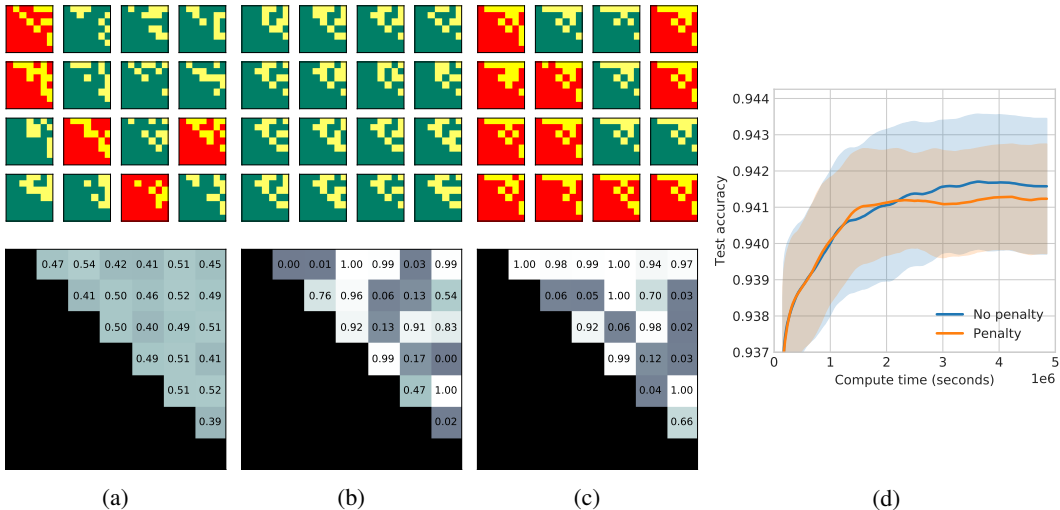 0.47 0.54 0.42 0.41 0.51 0.45
0.41 0.50 0.46 0.52 0.49
0.50 0.40 0.49 0.51
0.49 0.51 0.41
0.51 0.52
0.39
(a)
0.00 0.01 1.00 0.99 0.03 0.99
0.76 0.96 0.06 0.13 0.54
0.92 0.13 0.91 0.83
0.99 0.17 0.00
0.47 1.00
0.02
(b)
1.00 0.98 0.99 1.00 0.94 0.97
0.06 0.05 1.00 0.70 0.03
0.92 0.06 0.98 0.02
0.99 0.12 0.03
0.04 1.00
0.66
(c)
0.944
0.943
0.942
0.941
0.940
0.939
0.938
0.937
Test accuracy
No penalty
Penalty
0 1 2 3 4 5
Compute time (seconds) 1e6
(d)